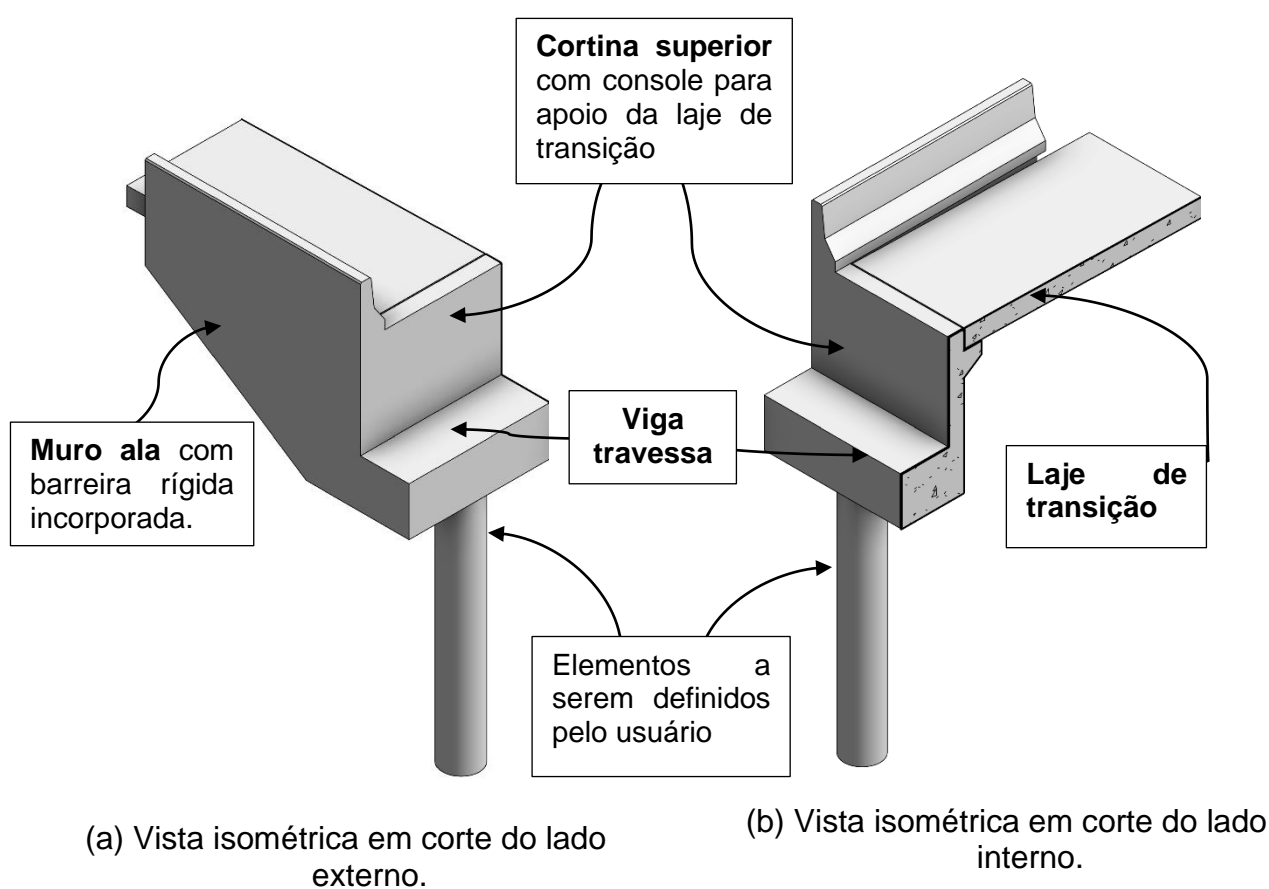 Cortina superior
com console para
apoio da laje de
transição
Muro ala com
barreira rígida
incorporada.
Viga
travessa
Laje de
transição
Elementos a
serem definidos
pelo usuário
(a) Vista isométrica em corte do lado
externo.
(b) Vista isométrica em corte do lado
interno.